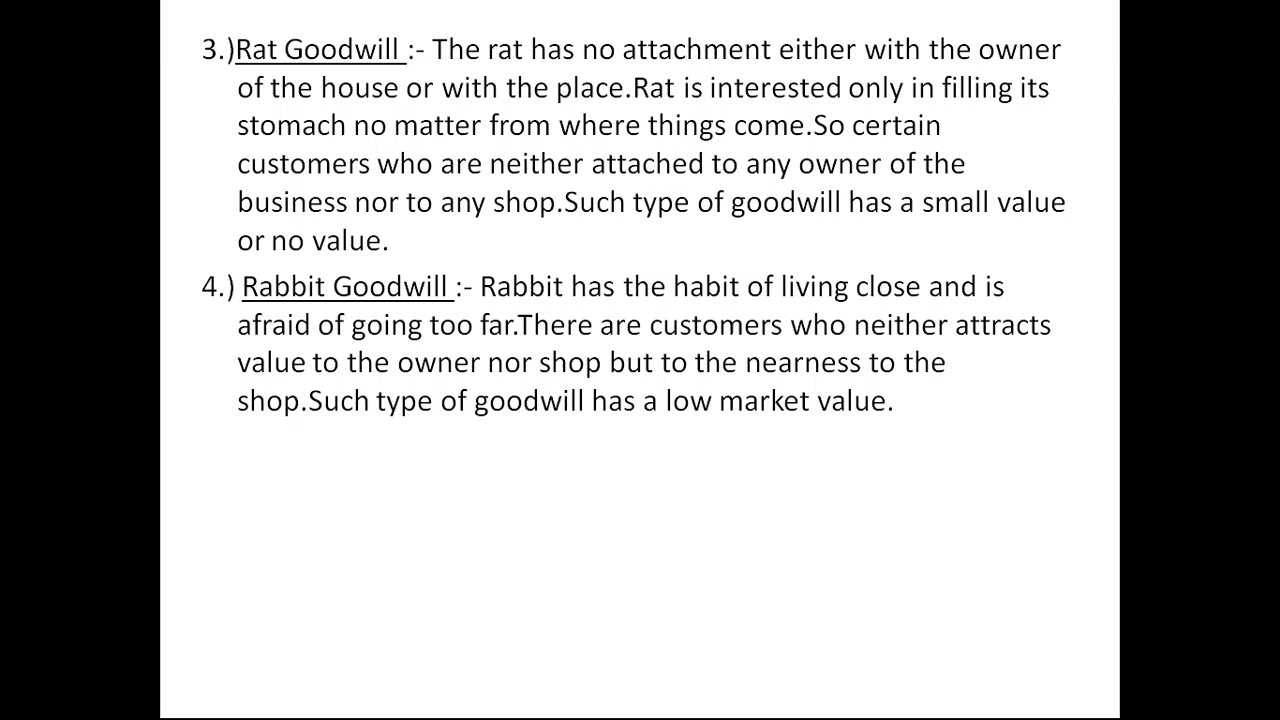 3.)Rat Goodwill :- The rat has no attachment either with the owner
of the house or with the place.Rat is interested only in filling its
stomach no matter from where things come.So certain
customers who are neither attached to any owner of the
business nor to any shop.Such type of goodwill has a small value
or no value.
4.) Rabbit Goodwill :- Rabbit has the habit of living close and is
afraid of going too far.There are customers who neither attracts
value to the owner nor shop but to the nearness to the
shop.Such type of goodwill has a low market value.